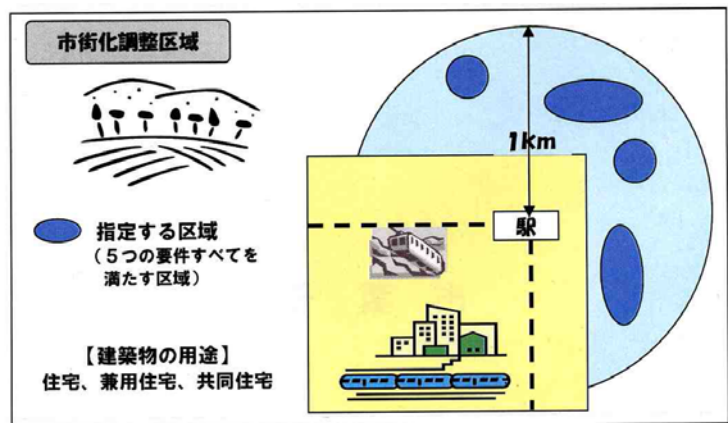 市街化調整区域
1km
駅
指定する区域
（５つの要件すべてを
満たす区域）
【建築物の用途】
住宅、兼用住宅、共同住宅